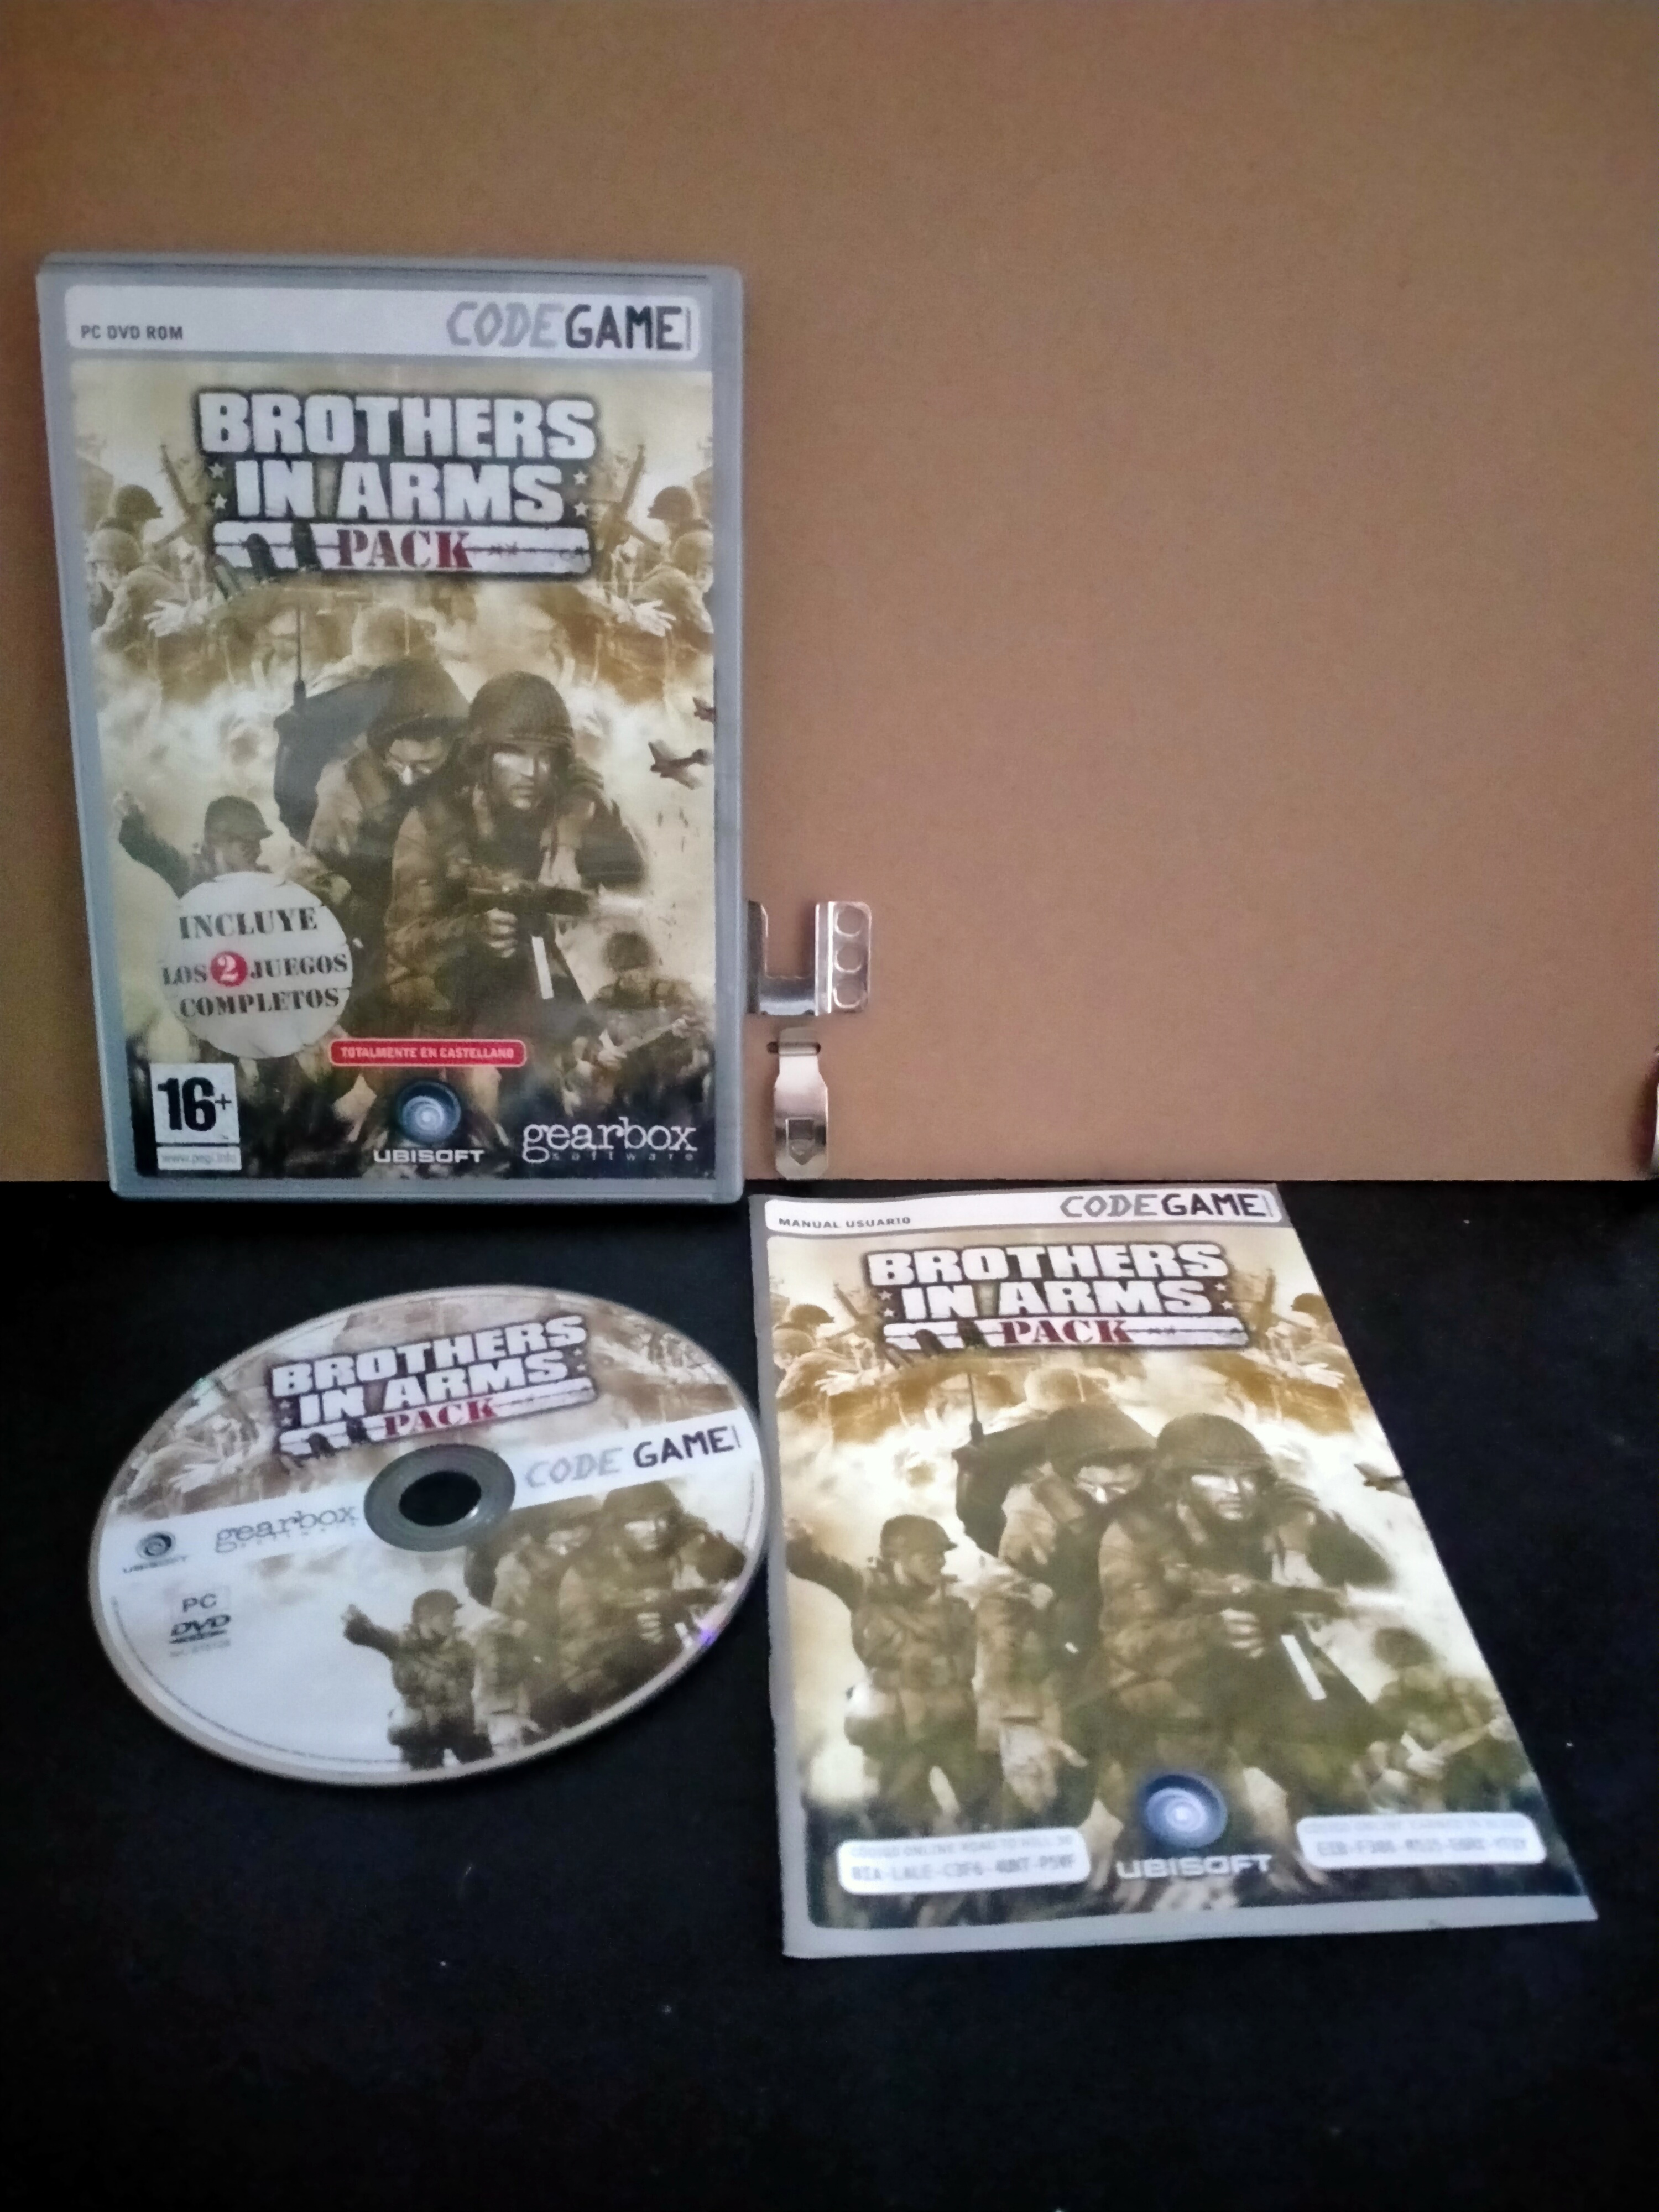 PC DVD ROM
CODEGAME
BROTHERS
IN ARMS
PACK
INCLUYE
LOS 2 JUEGOS
COMPLETOS
TOTALMENTE EN CASTELLANO
16+
www.pegi.info
UBISOFT
gearbox
software
BROTHERS
IN ARMS
PACK
CODE GAME
gearbox
UBISOFT
PC
DVD
MANUAL USUARIO
CODEGAME
BROTHERS
IN ARMS
PACK
UBISOFT